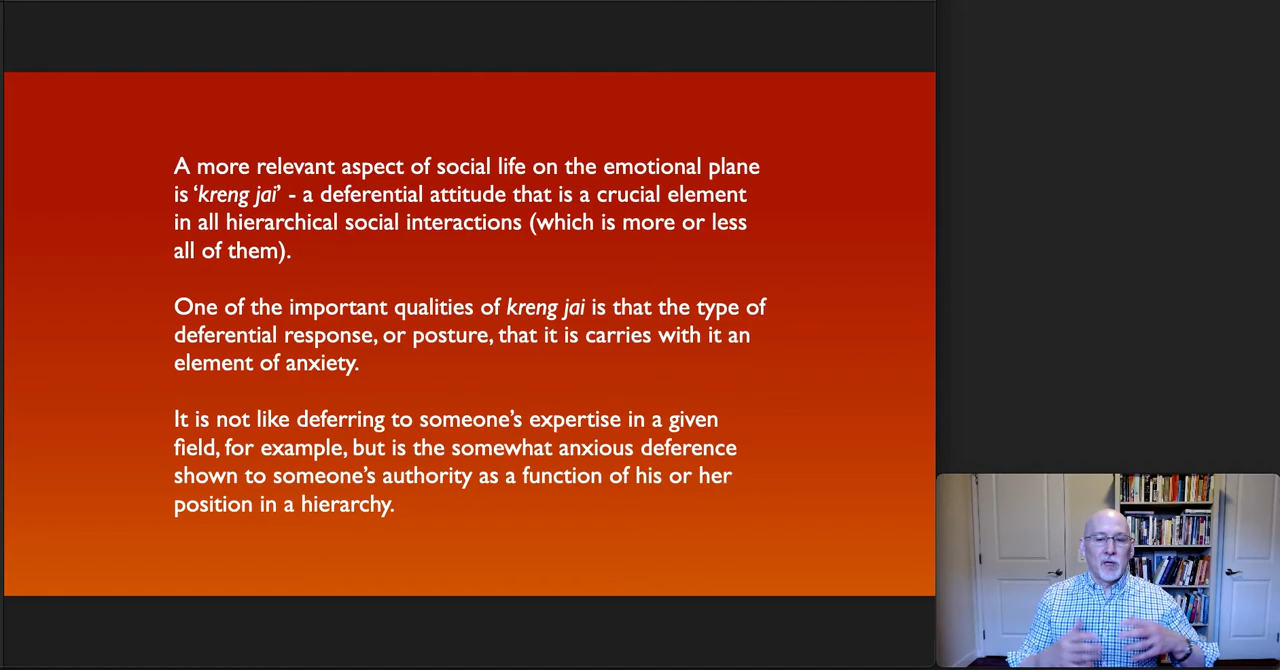 A more relevant aspect of social life on the emotional plane
is ‘kreng jai’ - a deferential attitude that is a crucial element
in all hierarchical social interactions (which is more or less
all of them).
One of the important qualities of kreng jai is that the type of
deferential response, or posture, that it is carries with it an
element of anxiety.
It is not like deferring to someone’s expertise in a given
field, for example, but is the somewhat anxious deference
shown to someone’s authority as a function of his or her
position in a hierarchy.